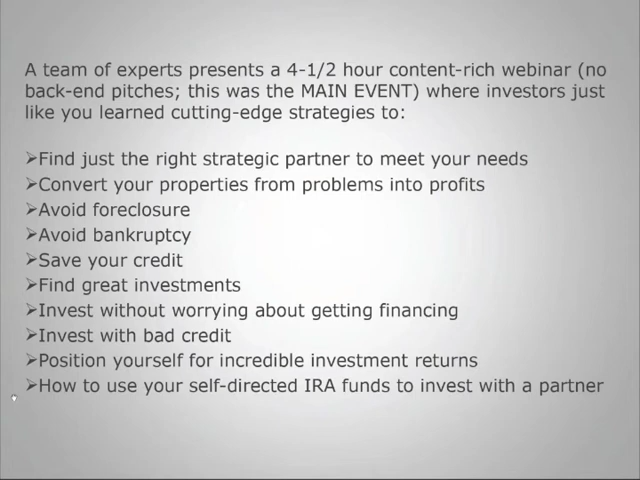 A team of experts presents a 4-1/2 hour content-rich webinar (no
back-end pitches; this was the MAIN EVENT) where investors just
like you learned cutting-edge strategies to:
➢Find just the right strategic partner to meet your needs
➢Convert your properties from problems into profits
➢Avoid foreclosure
➢Avoid bankruptcy
➢Save your credit
➢Find great investments
➢Invest without worrying about getting financing
➢Invest with bad credit
➢Position yourself for incredible investment returns
➢How to use your self-directed IRA funds to invest with a partner